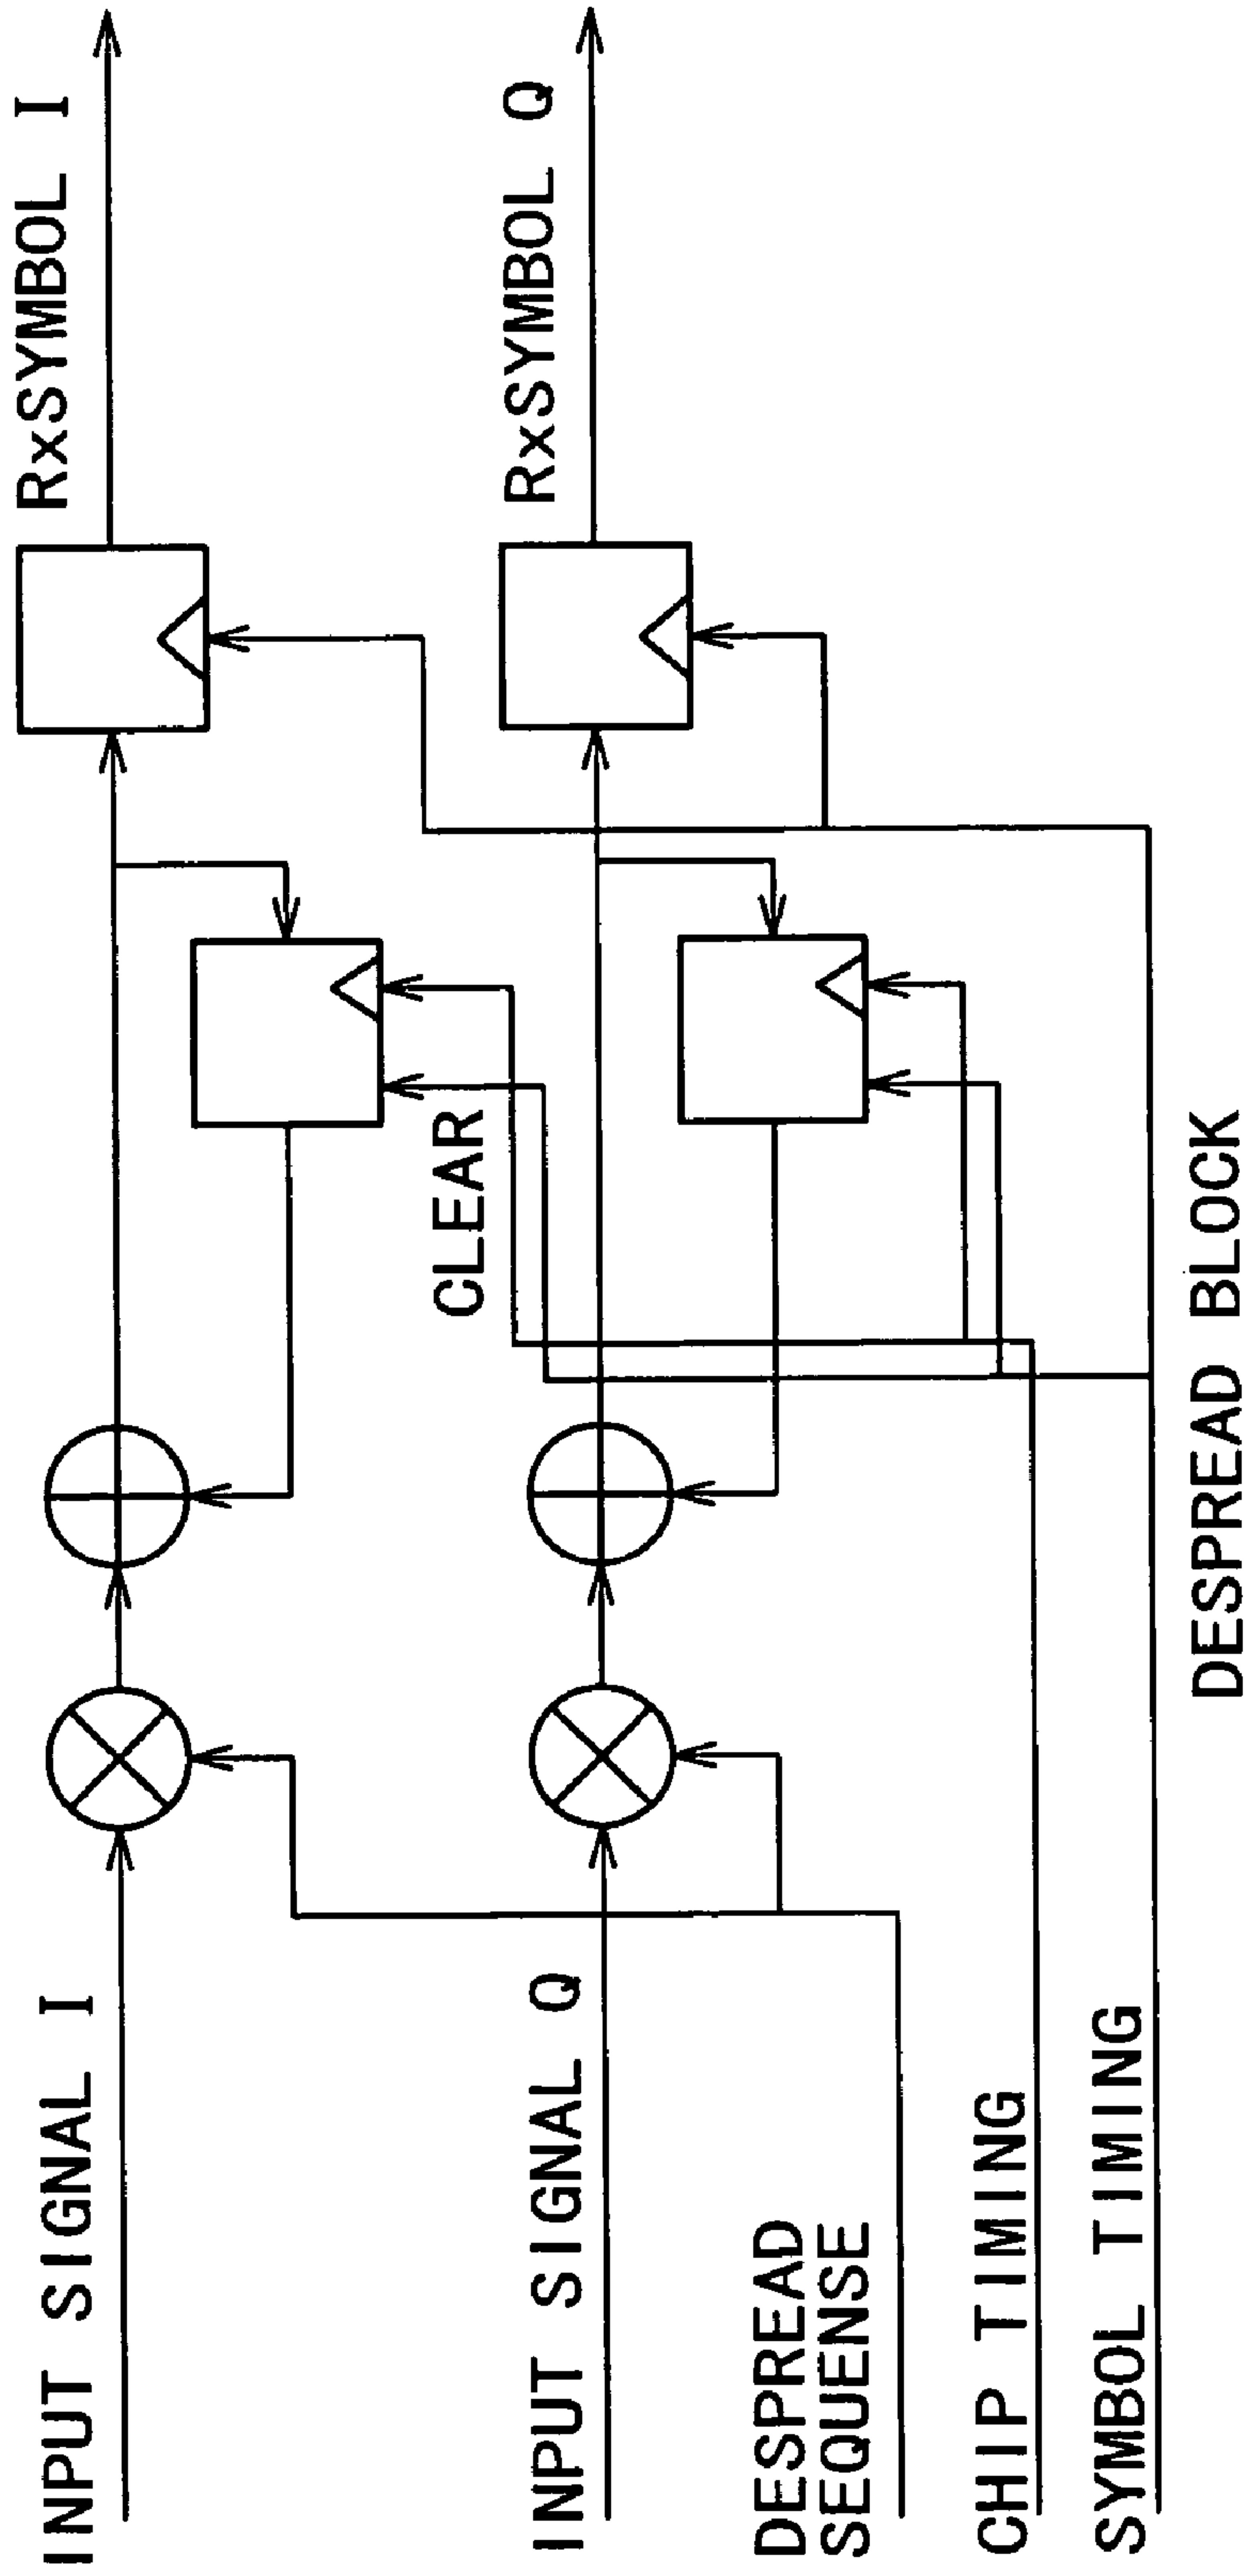 INPUT SIGNAL I
RxSYMBOL I
INPUT SIGNAL Q
RxSYMBOL Q
CLEAR
DESPREAD
SEQUENSE
CHIP TIMING
SYMBOL TIMING
DESPREAD BLOCK